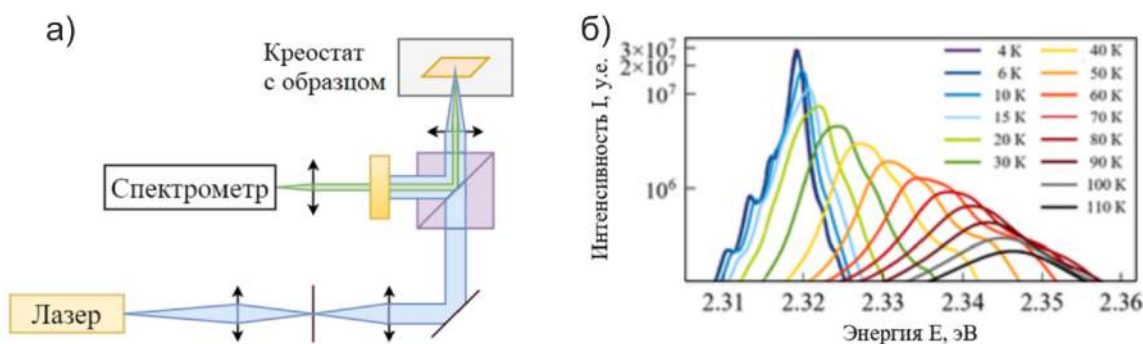 а)
Креостат
с образцом
Спектрометр
Лазер
б)
Интенсивность I, у.е.
3×10⁷
2×10⁷
10⁷
10⁶
4 K
6 K
10 K
15 K
20 K
30 K
40 K
50 K
60 K
70 K
80 K
90 K
100 K
110 K
2.31 2.32 2.33 2.34 2.35 2.36
Энергия E, эВ